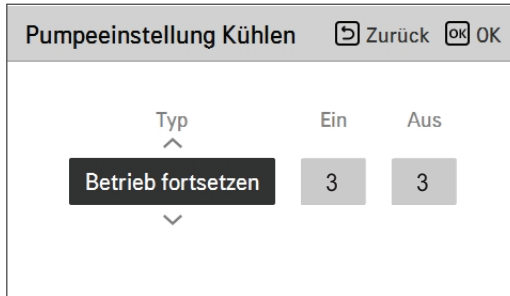 Pumpeeinstellung Kühlen Zurück OK OK
Typ Ein Aus
Betrieb fortsetzen 3 3